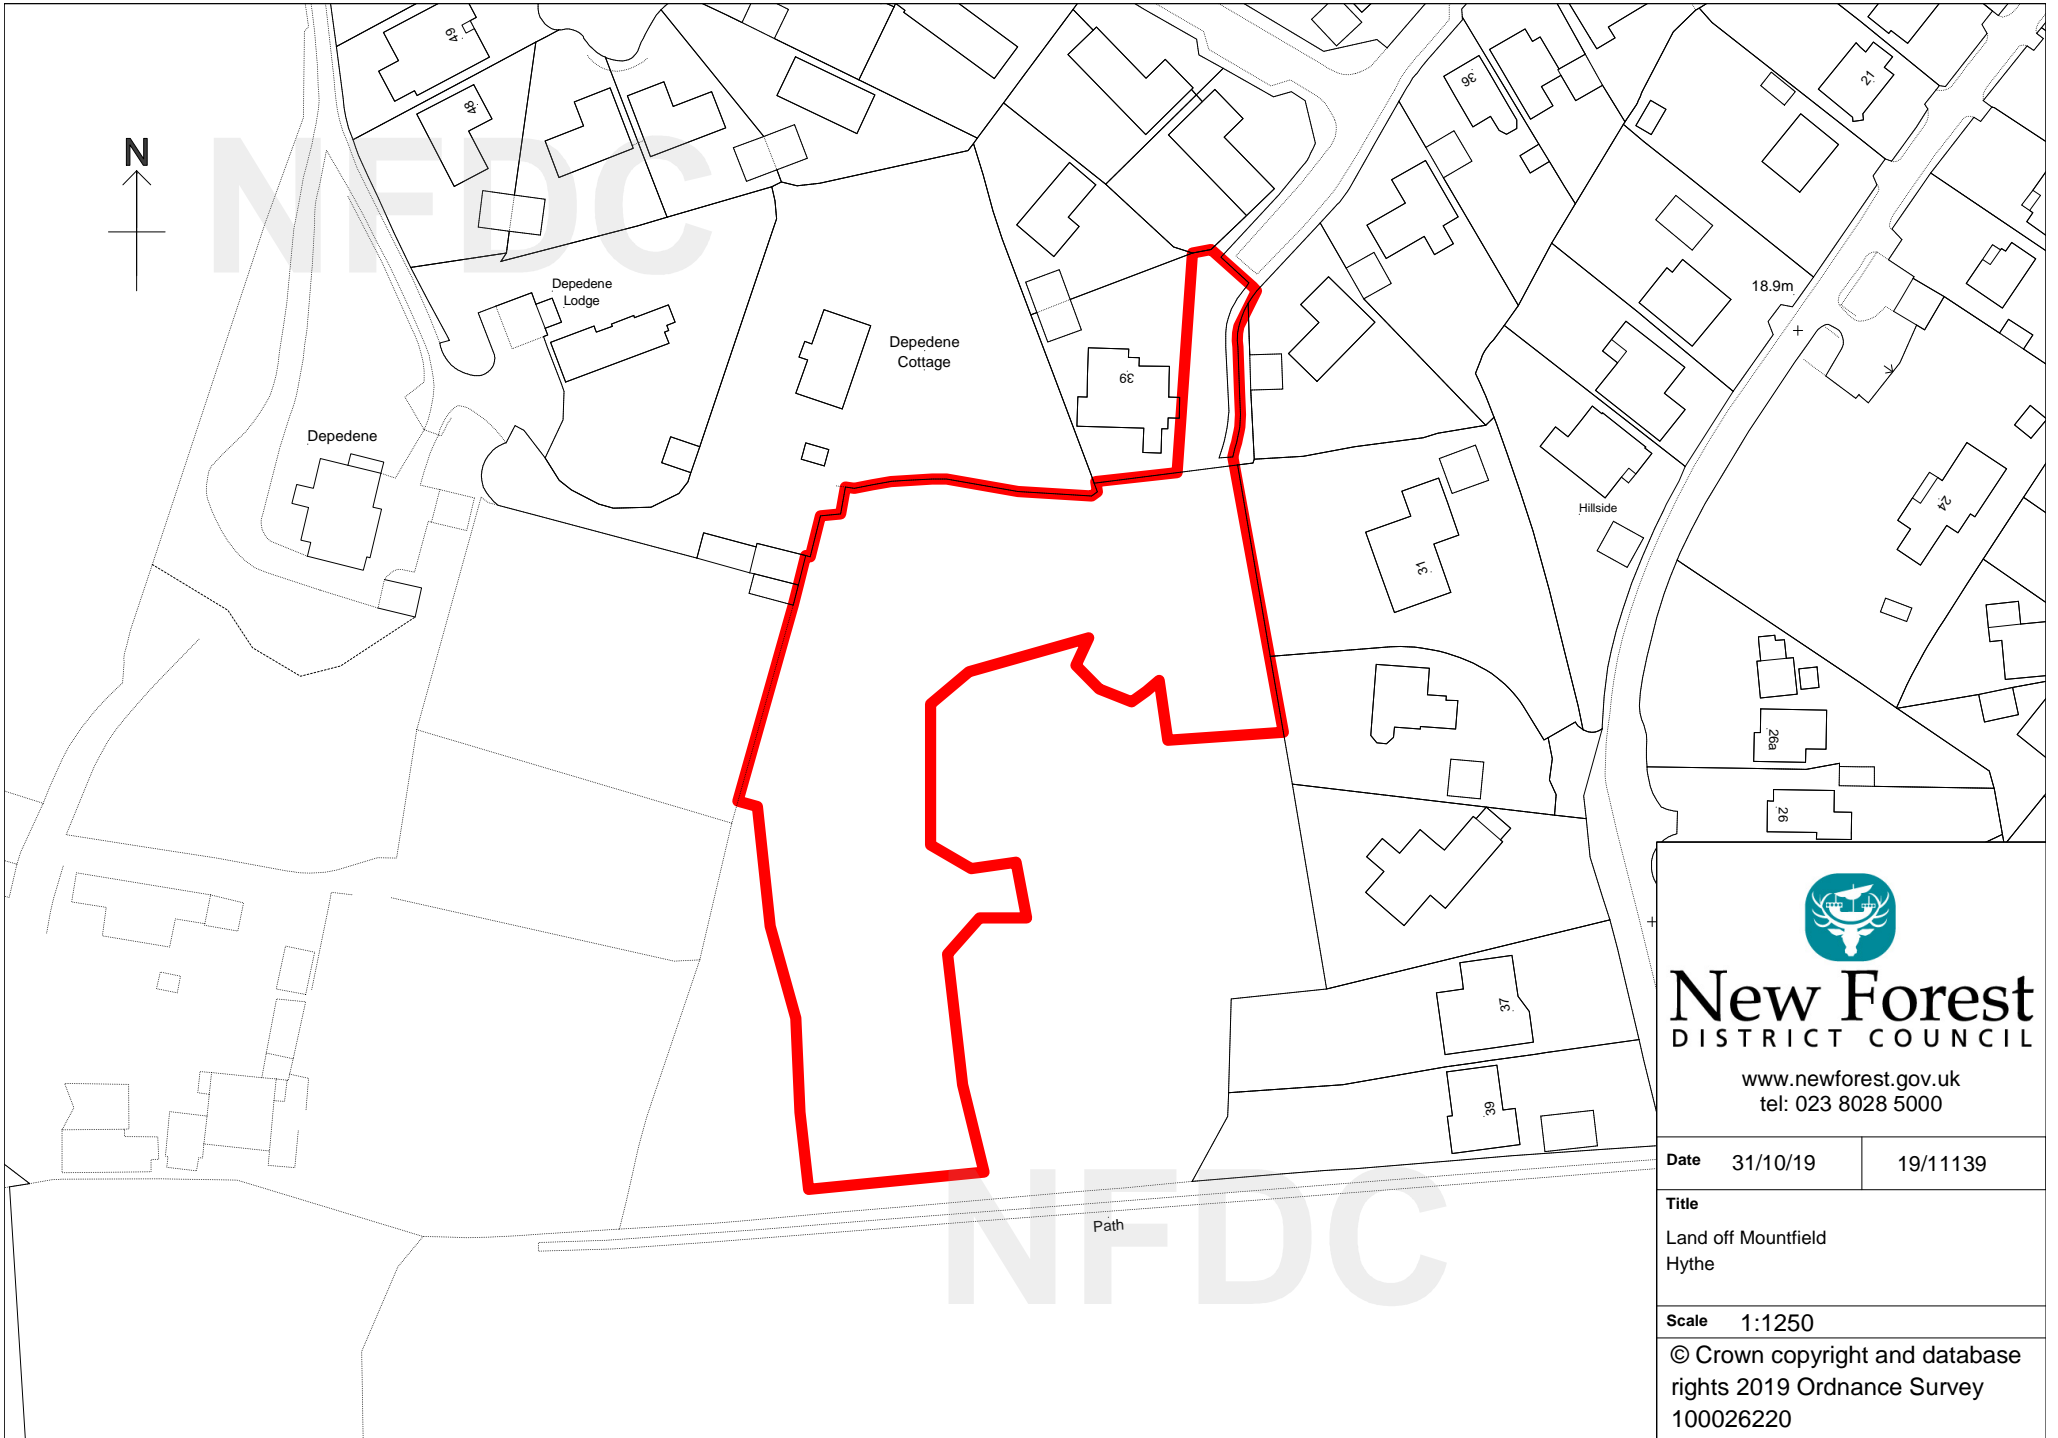 49
48
36
21
N
NFDC
Depedene
Lodge
18.9m
Depedene
Cottage
39
Depedene
24
Hillside
31
26a
26
New Forest
DISTRICT COUNCIL
37
www.newforest.gov.uk
tel: 023 8028 5000
39
Date 31/10/19 19/11139
Title
Path
NFDC
Land off Mountfield
Hythe
Scale 1:1250
© Crown copyright and database
rights 2019 Ordnance Survey
100026220